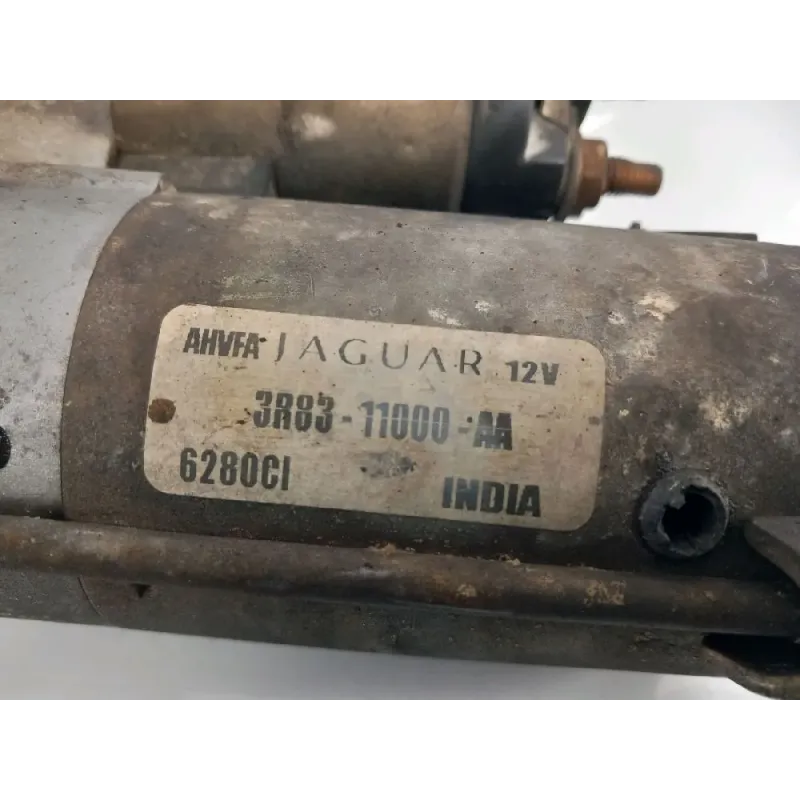 AHVFA JAGUAR 12V
3R83-11000-AA
6280CI INDIA